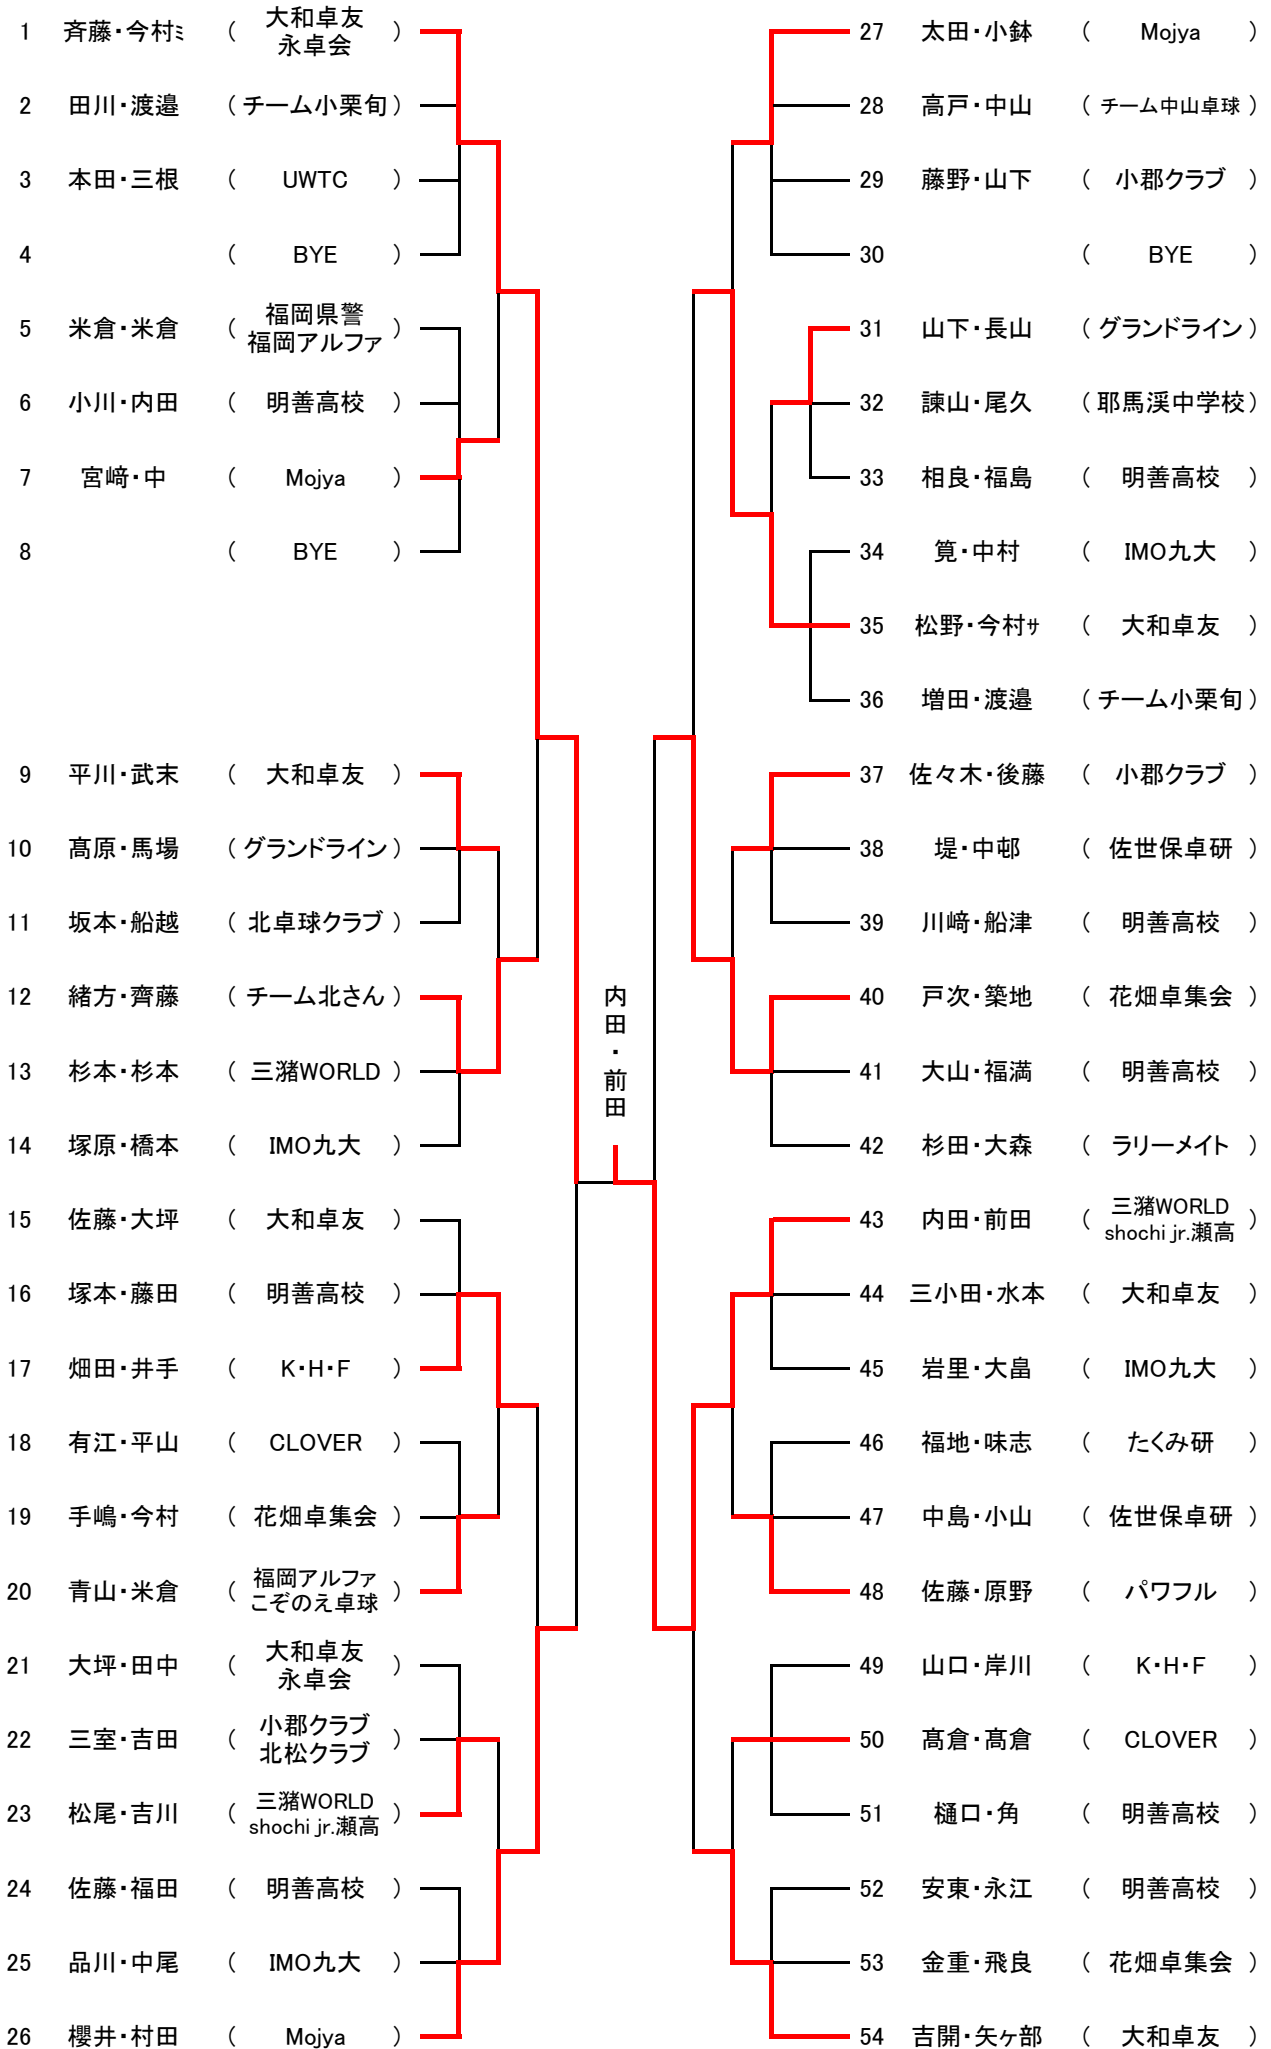 1 斉藤・今村ﾐ ( 大和卓友
永卓会 )
2 田川・渡邉 ( チーム小栗旬 )
3 本田・三根 ( UWTC )
4 ( BYE )
5 米倉・米倉 ( 福岡県警
福岡アルファ )
6 小川・内田 ( 明善高校 )
7 宮﨑・中 ( Mojya )
8 ( BYE )
9 平川・武末 ( 大和卓友 )
10 髙原・馬場 ( グランドライン )
11 坂本・船越 ( 北卓球クラブ )
12 緒方・齊藤 ( チーム北さん )
13 杉本・杉本 ( 三潴WORLD )
14 塚原・橋本 ( IMO九大 )
15 佐藤・大坪 ( 大和卓友 )
16 塚本・藤田 ( 明善高校 )
17 畑田・井手 ( K・H・F )
18 有江・平山 ( CLOVER )
19 手嶋・今村 ( 花畑卓集会 )
20 青山・米倉 ( 福岡アルファ
こぞのえ卓球 )
21 大坪・田中 ( 大和卓友
永卓会 )
22 三室・吉田 ( 小郡クラブ
北松クラブ )
23 松尾・吉川 ( 三潴WORLD
shochi jr.瀬高 )
24 佐藤・福田 ( 明善高校 )
25 品川・中尾 ( IMO九大 )
26 櫻井・村田 ( Mojya )
内田・前田
27 太田・小鉢 ( Mojya )
28 高戸・中山 ( チーム中山卓球 )
29 藤野・山下 ( 小郡クラブ )
30 ( BYE )
31 山下・長山 ( グランドライン )
32 諫山・尾久 ( 耶馬渓中学校 )
33 相良・福島 ( 明善高校 )
34 筧・中村 ( IMO九大 )
35 松野・今村ｻ ( 大和卓友 )
36 増田・渡邉 ( チーム小栗旬 )
37 佐々木・後藤 ( 小郡クラブ )
38 堤・中邨 ( 佐世保卓研 )
39 川﨑・船津 ( 明善高校 )
40 戸次・築地 ( 花畑卓集会 )
41 大山・福満 ( 明善高校 )
42 杉田・大森 ( ラリーメイト )
43 内田・前田 ( 三潴WORLD
shochi jr.瀬高 )
44 三小田・水本 ( 大和卓友 )
45 岩里・大畠 ( IMO九大 )
46 福地・味志 ( たくみ研 )
47 中島・小山 ( 佐世保卓研 )
48 佐藤・原野 ( パワフル )
49 山口・岸川 ( K・H・F )
50 髙倉・髙倉 ( CLOVER )
51 樋口・角 ( 明善高校 )
52 安東・永江 ( 明善高校 )
53 金重・飛良 ( 花畑卓集会 )
54 吉開・矢ヶ部 ( 大和卓友 )